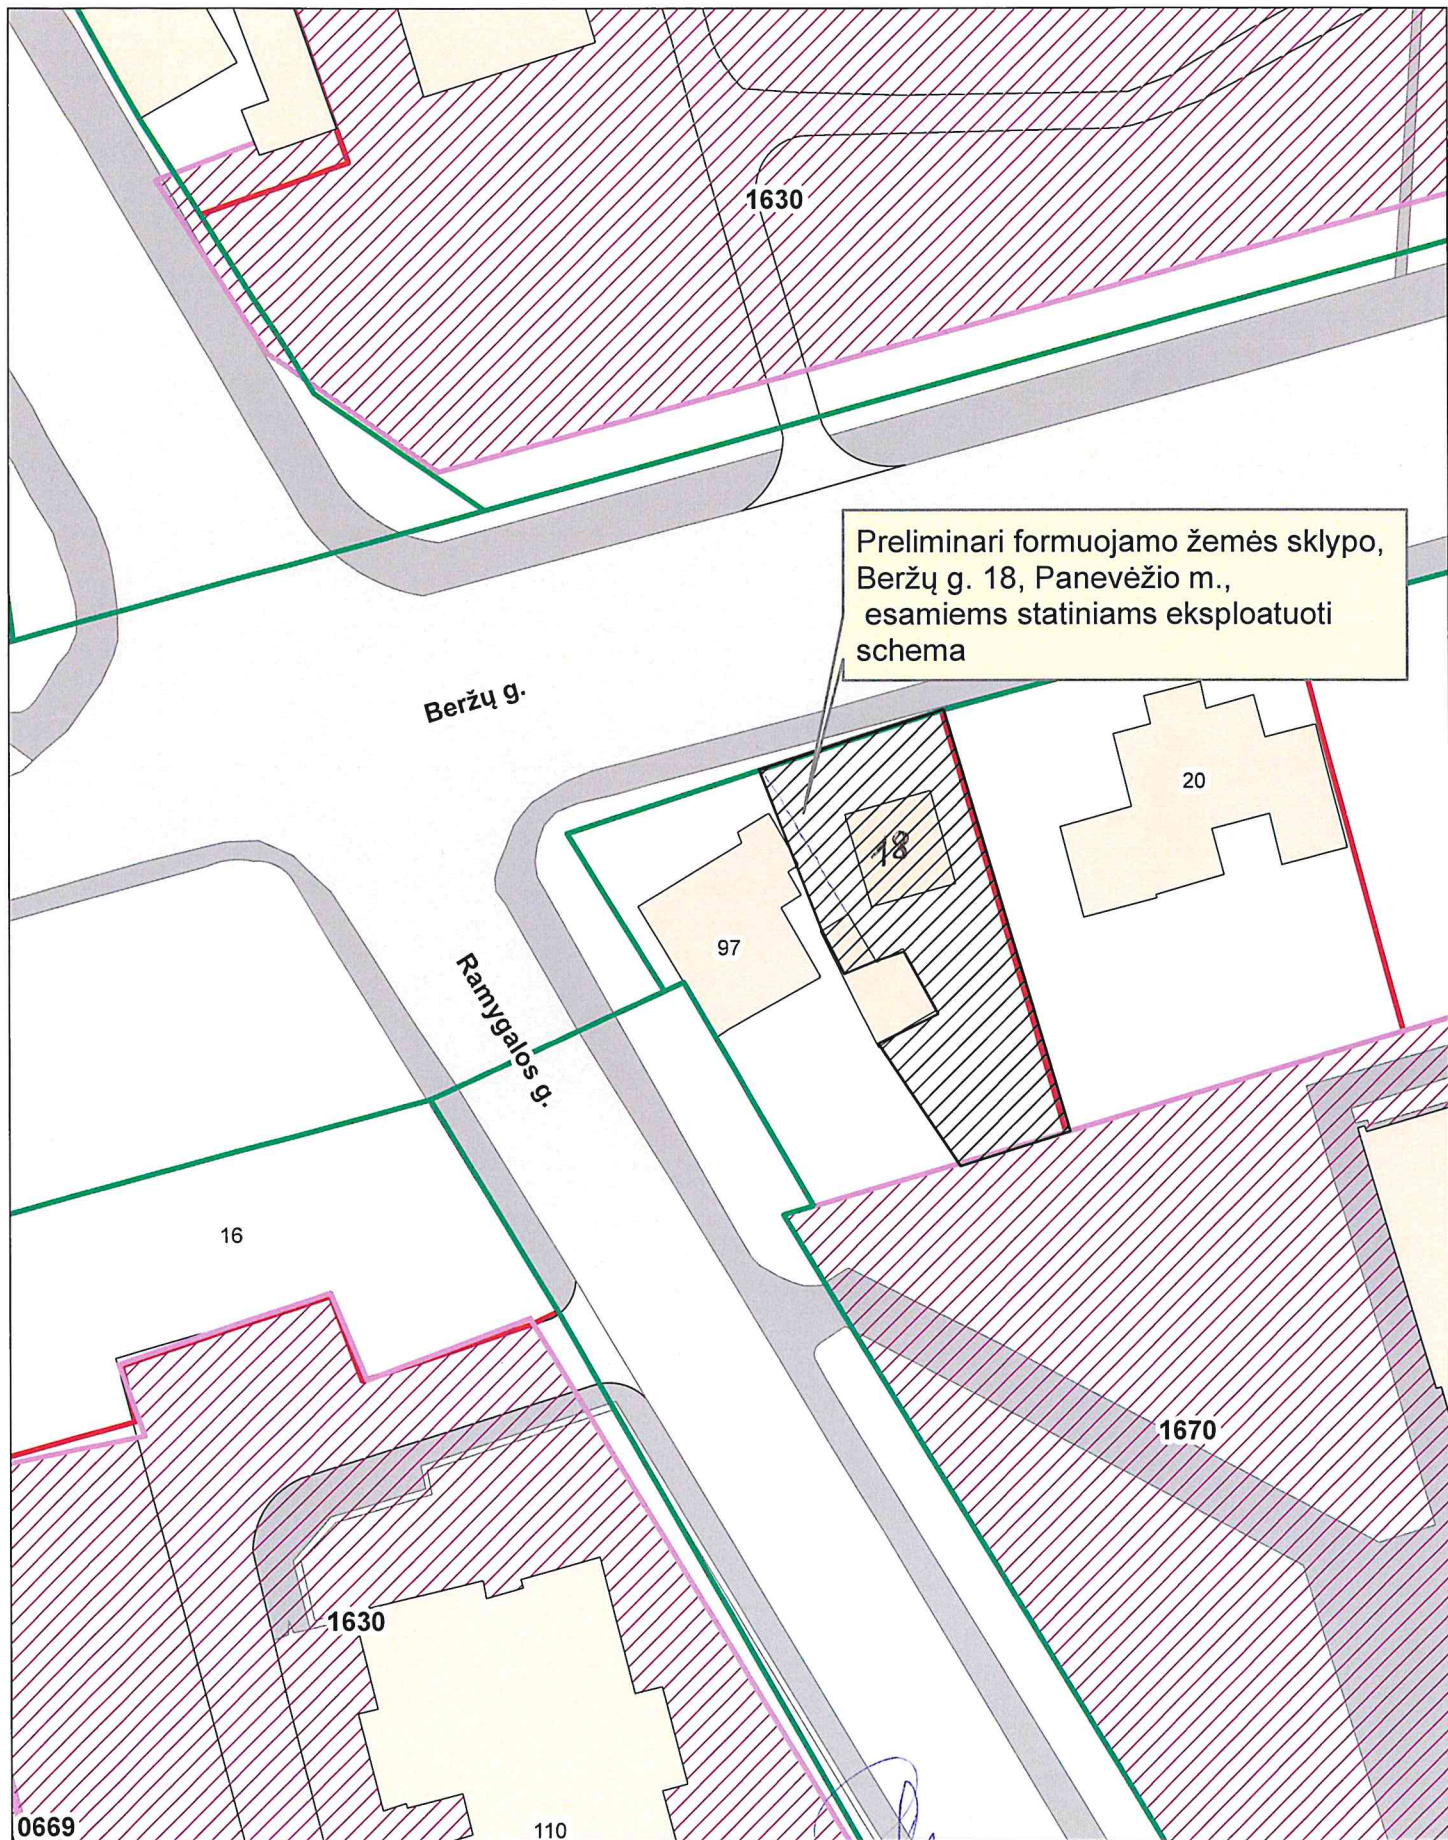 1630
Preliminari formuojamo žemės sklypo,
Beržų g. 18, Panevėžio m.,
esamiems statiniams eksploatuoti
schema
Beržų g.
20
18
97
Ramygalos g.
16
1670
1630
0669
110